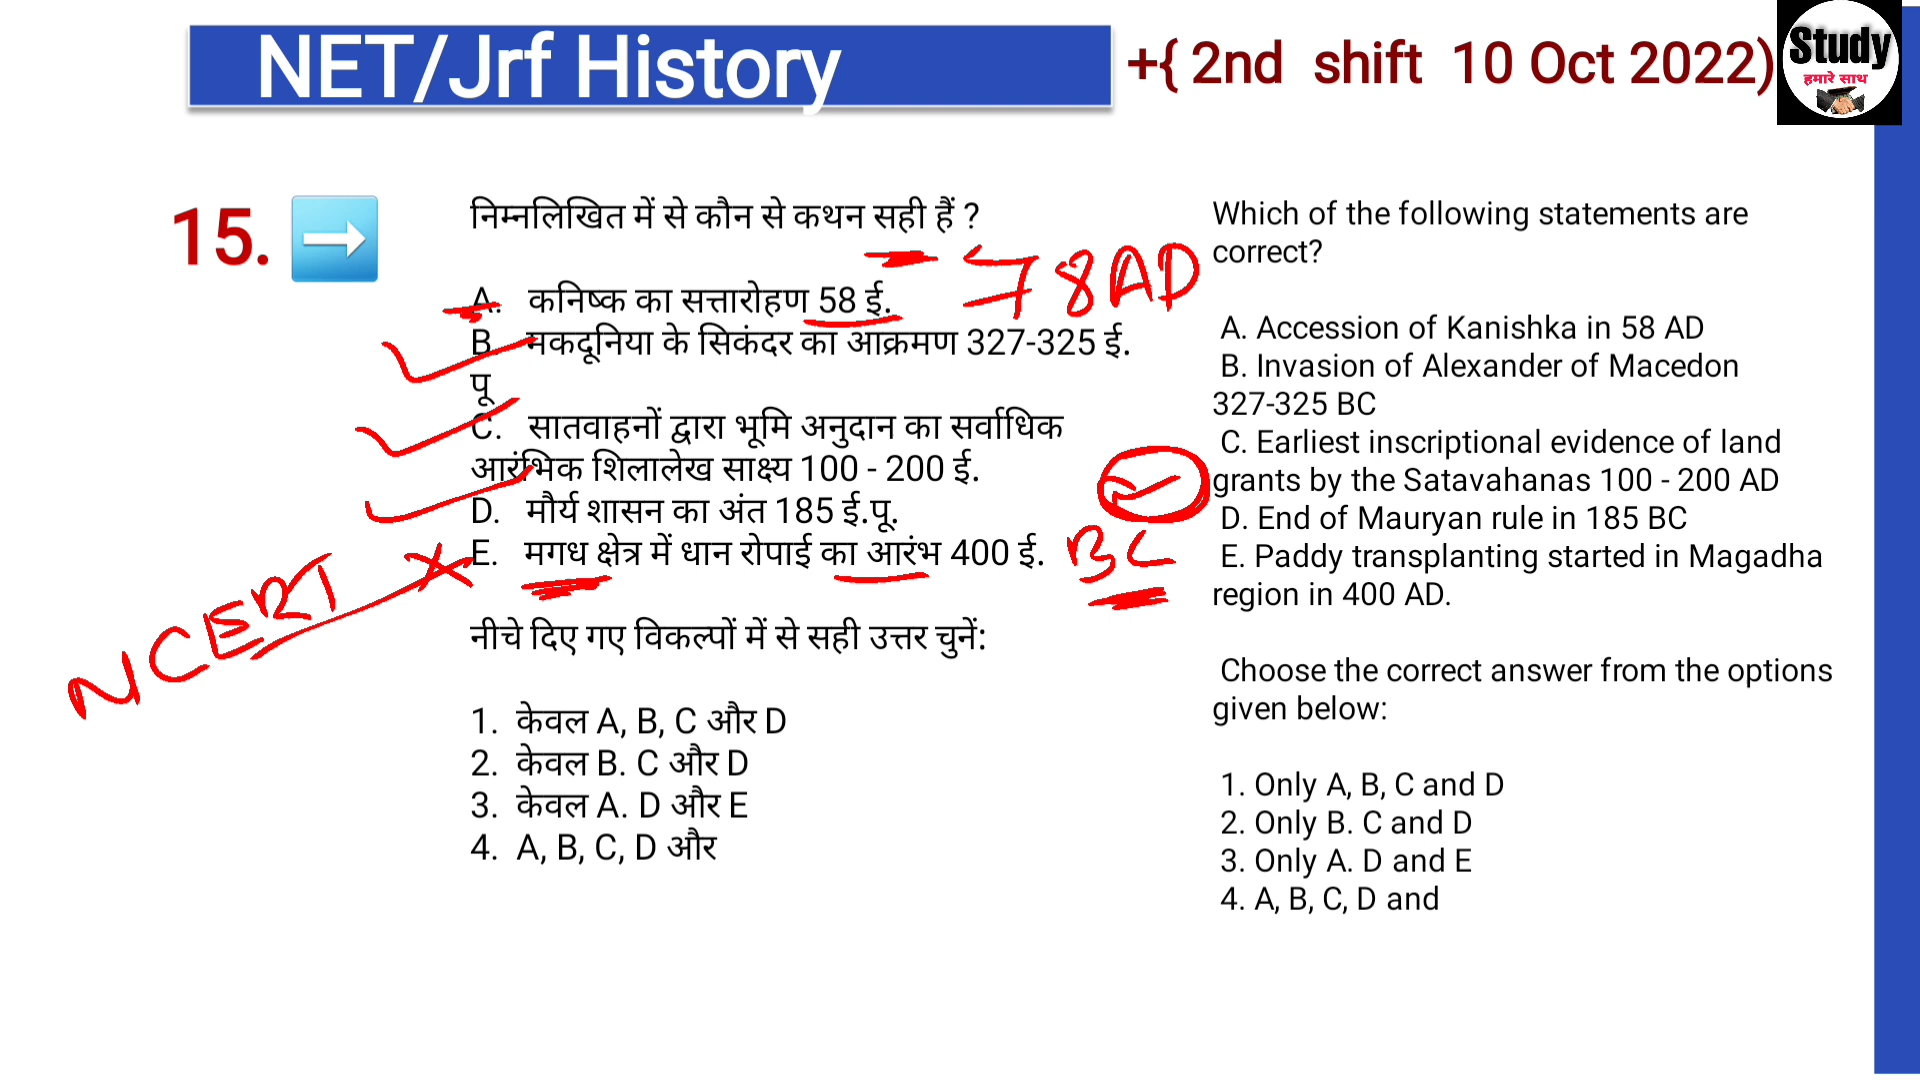 NET/Jrf History
+{ 2nd shift 10 Oct 2022)
Study
हमारे साथ
15.
निम्नलिखित में से कौन से कथन सही हैं ?
78AD
A. कनिष्क का सत्तारोहण 58 ई.
B. मकदूनिया के सिकंदर का आक्रमण 327-325 ई.
पू
C. सातवाहनों द्वारा भूमि अनुदान का सर्वाधिक
आरंभिक शिलालेख साक्ष्य 100 - 200 ई.
D. मौर्य शासन का अंत 185 ई.पू.
E. मगध क्षेत्र में धान रोपाई का आरंभ 400 ई.
BC
NCERT
नीचे दिए गए विकल्पों में से सही उत्तर चुनें:
1. केवल A, B, C और D
2. केवल B. C और D
3. केवल A. D और E
4. A, B, C, D और
Which of the following statements are
correct?
A. Accession of Kanishka in 58 AD
B. Invasion of Alexander of Macedon
327-325 BC
C. Earliest inscriptional evidence of land
grants by the Satavahanas 100 - 200 AD
D. End of Mauryan rule in 185 BC
E. Paddy transplanting started in Magadha
region in 400 AD.
Choose the correct answer from the options
given below:
1. Only A, B, C and D
2. Only B. C and D
3. Only A. D and E
4. A, B, C, D and